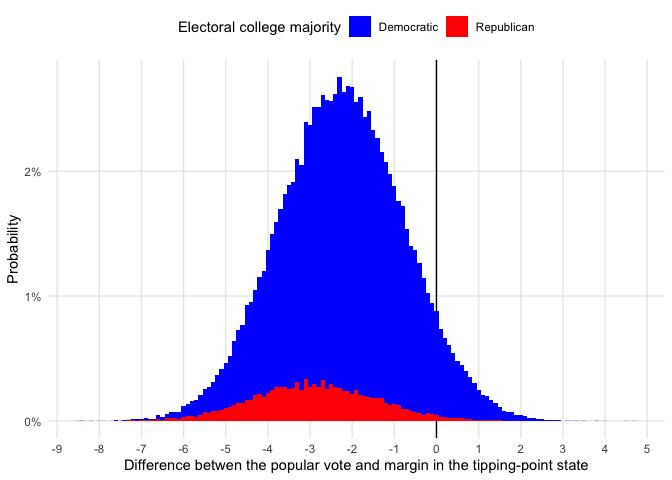 Electoral college majority Democratic Republican
2%
1%
0%
Probability
-9 -8 -7 -6 -5 -4 -3 -2 -1 0 1 2 3 4 5
Difference betwen the popular vote and margin in the tipping-point state